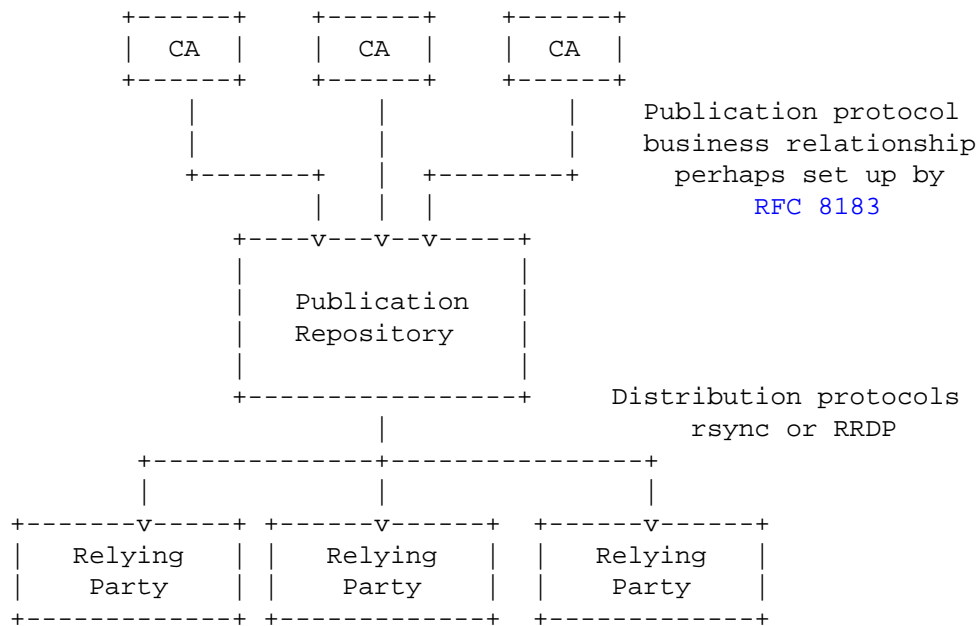 CA CA CA
Publication protocol
business relationship
perhaps set up by
RFC 8183
Publication
Repository
Distribution protocols
rsync or RRDP
Relying Relying Relying
Party Party Party